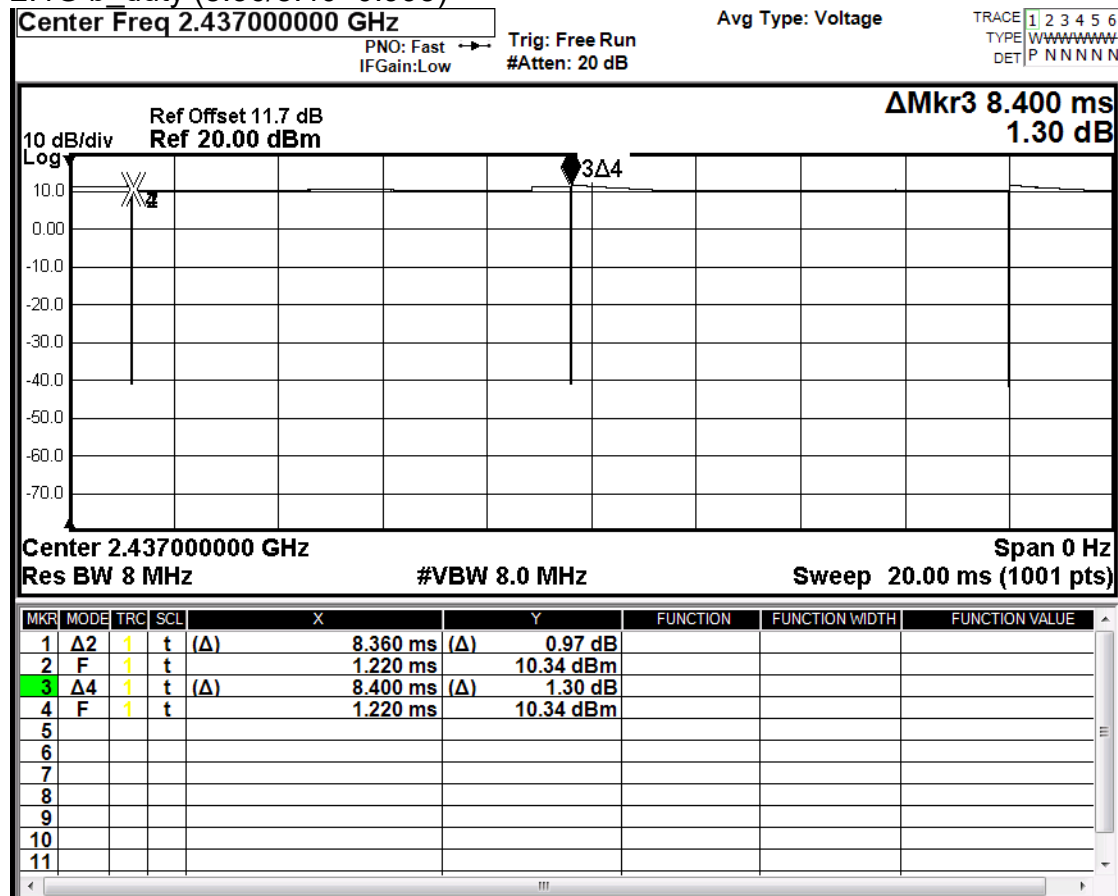 Center Freq 2.437000000 GHz
PNO: Fast
IFGain:Low
Trig: Free Run
#Atten: 20 dB
Avg Type: Voltage
TRACE 1 2 3 4 5 6
TYPE WWWWWWW
DET P N N N N N
ΔMkr3 8.400 ms
1.30 dB
Ref Offset 11.7 dB
10 dB/div Ref 20.00 dBm
Log
3Δ4
10.0
0.00
-10.0
-20.0
-30.0
-40.0
-50.0
-60.0
-70.0
Center 2.437000000 GHz Span 0 Hz
Res BW 8 MHz #VBW 8.0 MHz Sweep 20.00 ms (1001 pts)
MKR MODE TRC SCL X Y FUNCTION FUNCTION WIDTH FUNCTION VALUE
1 Δ2 1 t (Δ) 8.360 ms (Δ) 0.97 dB
2 F 1 t 1.220 ms 10.34 dBm
3 Δ4 1 t (Δ) 8.400 ms (Δ) 1.30 dB
4 F 1 t 1.220 ms 10.34 dBm
5
6
7
8
9
10
11